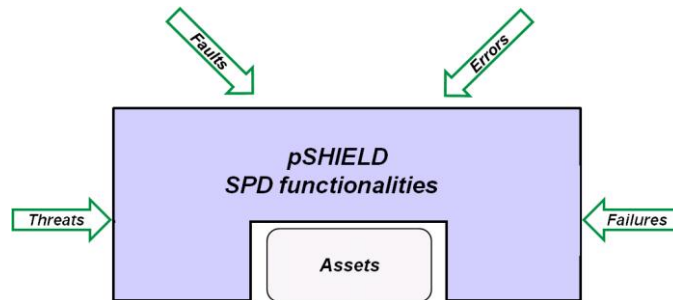 Faults
Errors
pSHIELD
SPD functionalities
Threats
Failures
Assets